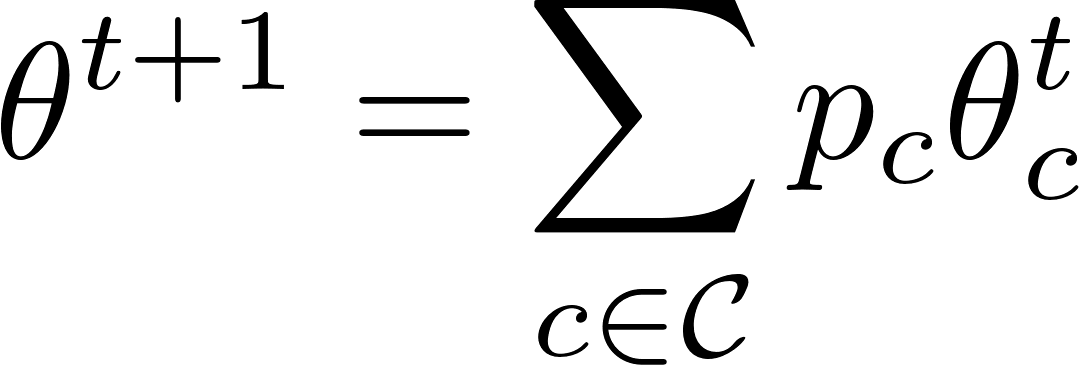 θ^{t+1} = ∑_{c∈𝒞} p_c θ_c^t